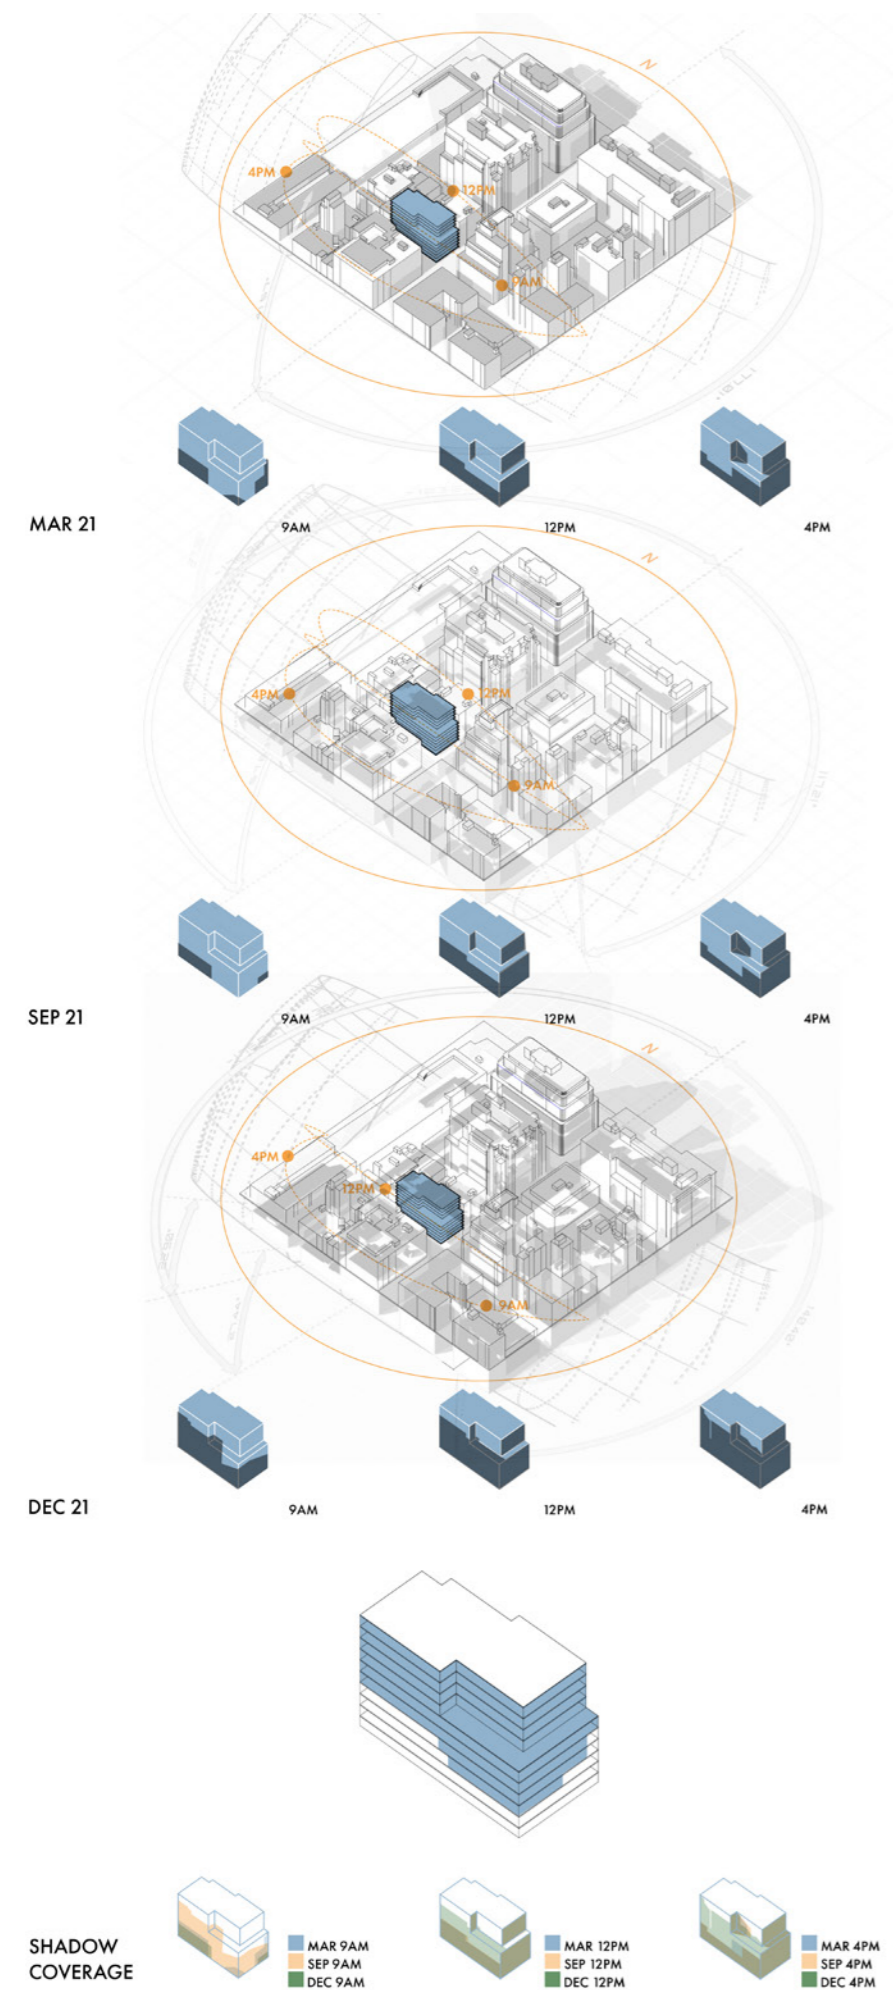 N
4PM
12PM
9AM
MAR 21
9AM
12PM
4PM
N
4PM
12PM
9AM
SEP 21
9AM
12PM
4PM
N
4PM
12PM
9AM
DEC 21
9AM
12PM
4PM
SHADOW
COVERAGE
MAR 9AM
SEP 9AM
DEC 9AM
MAR 12PM
SEP 12PM
DEC 12PM
MAR 4PM
SEP 4PM
DEC 4PM